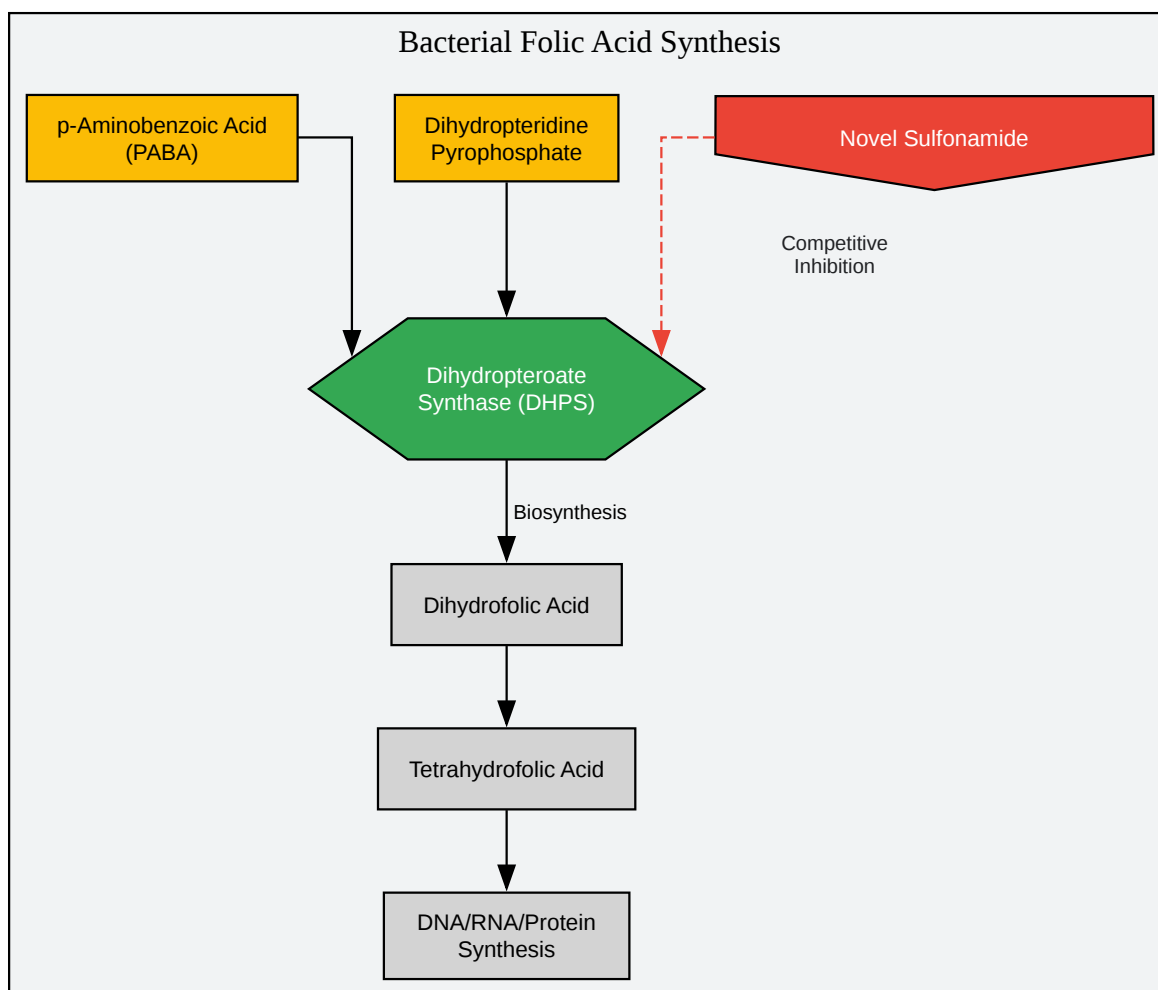 Bacterial Folic Acid Synthesis
p-Aminobenzoic Acid
(PABA)
Dihydropteridine
Pyrophosphate
Novel Sulfonamide
Competitive
Inhibition
Dihydropteroate
Synthase (DHPS)
Biosynthesis
Dihydrofolic Acid
Tetrahydrofolic Acid
DNA/RNA/Protein
Synthesis